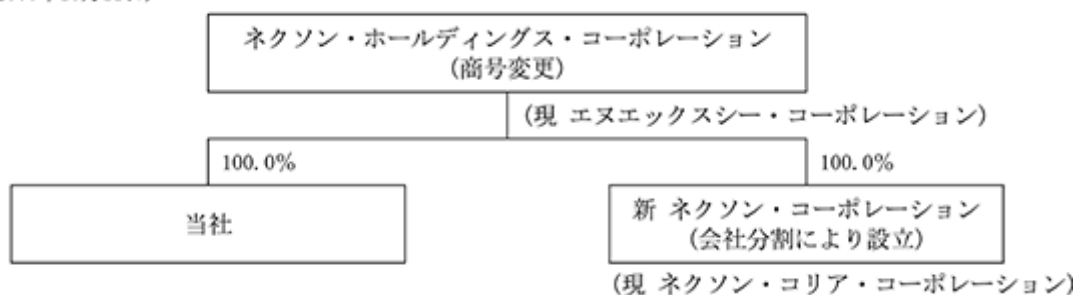 ネクソン・ホールディングス・コーポレーション
(商号変更)
(現 エヌエックスシー・コーポレーション)
100.0%
100.0%
当社
新 ネクソン・コーポレーション
(会社分割により設立)
(現 ネクソン・コリア・コーポレーション)